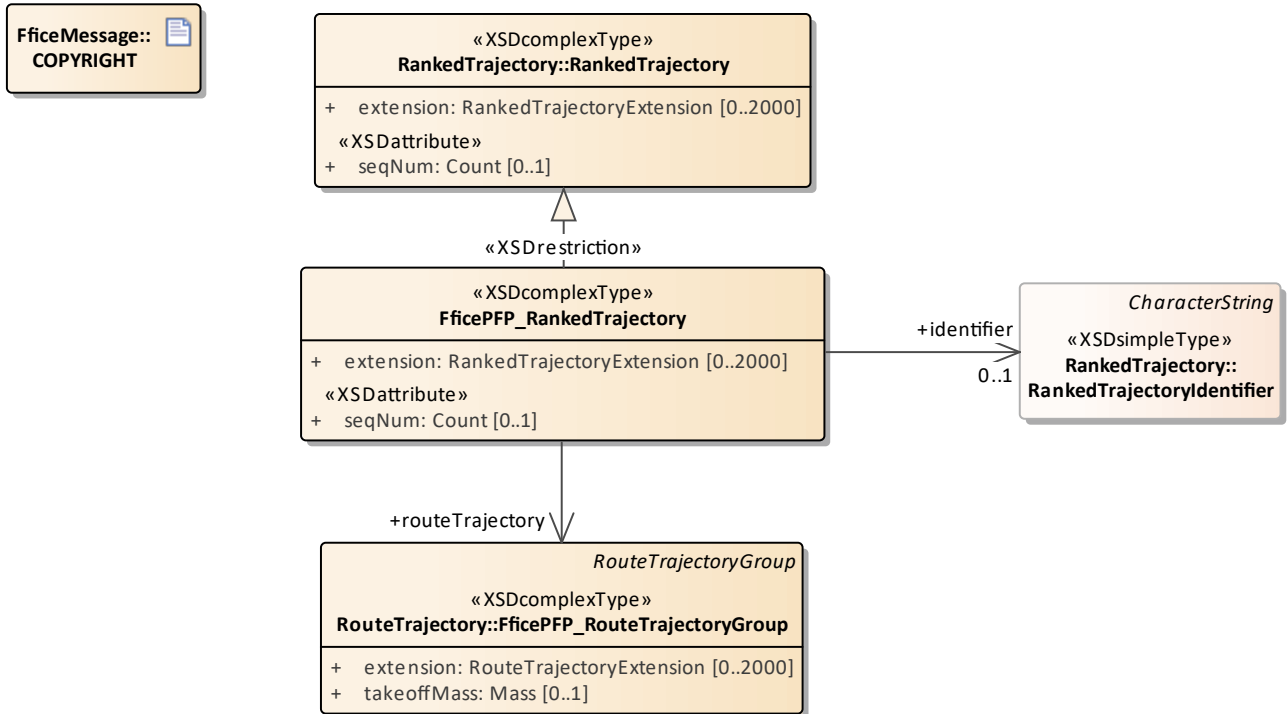 FficeMessage::
COPYRIGHT
«XSDcomplexType»
RankedTrajectory::RankedTrajectory
+ extension: RankedTrajectoryExtension [0..2000]
«XSDattribute»
+ seqNum: Count [0..1]
«XSDrestriction»
«XSDcomplexType»
FficePFP_RankedTrajectory
+ extension: RankedTrajectoryExtension [0..2000]
«XSDattribute»
+ seqNum: Count [0..1]
+identifier
0..1
CharacterString
«XSDsimpleType»
RankedTrajectory::
RankedTrajectoryIdentifier
+routeTrajectory
RouteTrajectoryGroup
«XSDcomplexType»
RouteTrajectory::FficePFP_RouteTrajectoryGroup
+ extension: RouteTrajectoryExtension [0..2000]
+ takeoffMass: Mass [0..1]